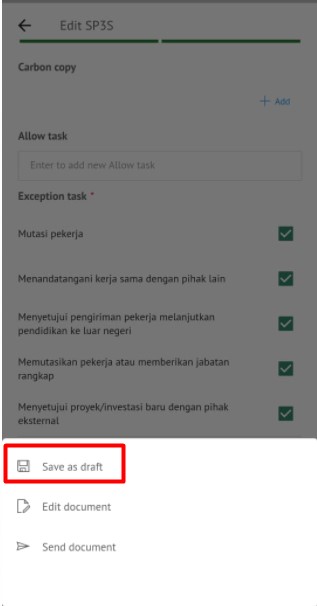 Edit SP3S
Carbon copy
+ Add
Allow task
Enter to add new Allow task
Exception task *
Mutasi pekerja
Menandatangani kerja sama dengan pihak lain
Menyetujui pengiriman pekerja melanjutkan
pendidikan ke luar negeri
Memutasikan pekerja atau memberikan jabatan
rangkap
Menyetujui proyek/investasi baru dengan pihak
eksternal
Save as draft
Edit document
Send document